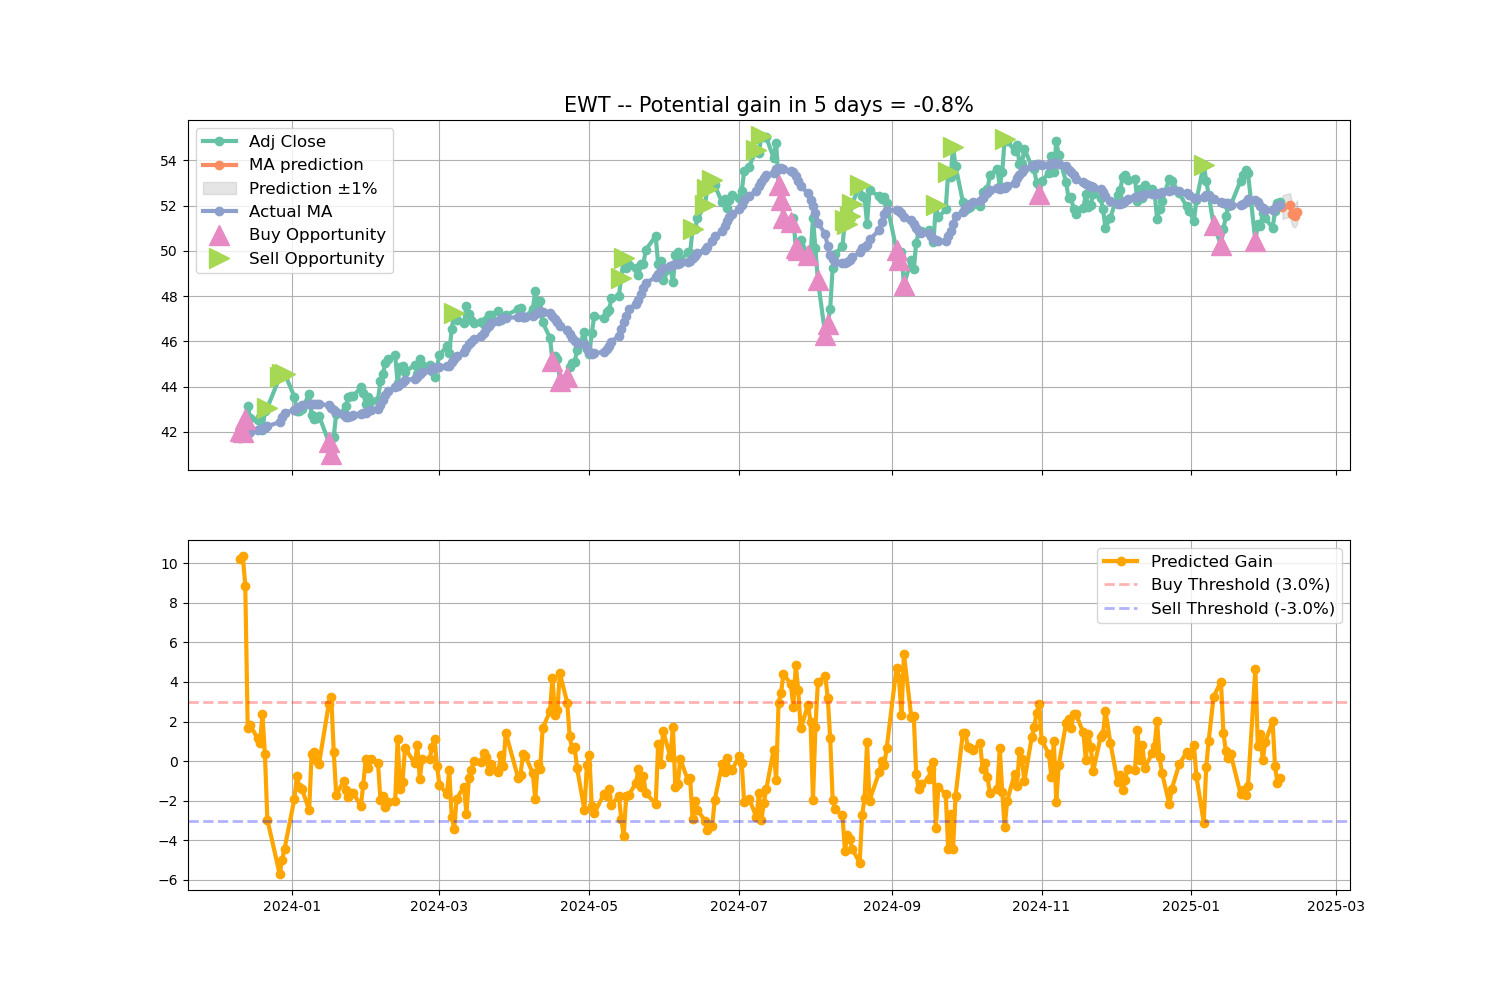 EWT -- Potential gain in 5 days = -0.8%
Adj Close
MA prediction
Prediction ±1%
Actual MA
Buy Opportunity
Sell Opportunity
54
52
50
48
46
44
42
Predicted Gain
Buy Threshold (3.0%)
Sell Threshold (-3.0%)
10
8
6
4
2
0
−2
−4
−6
2024-01
2024-03
2024-05
2024-07
2024-09
2024-11
2025-01
2025-03